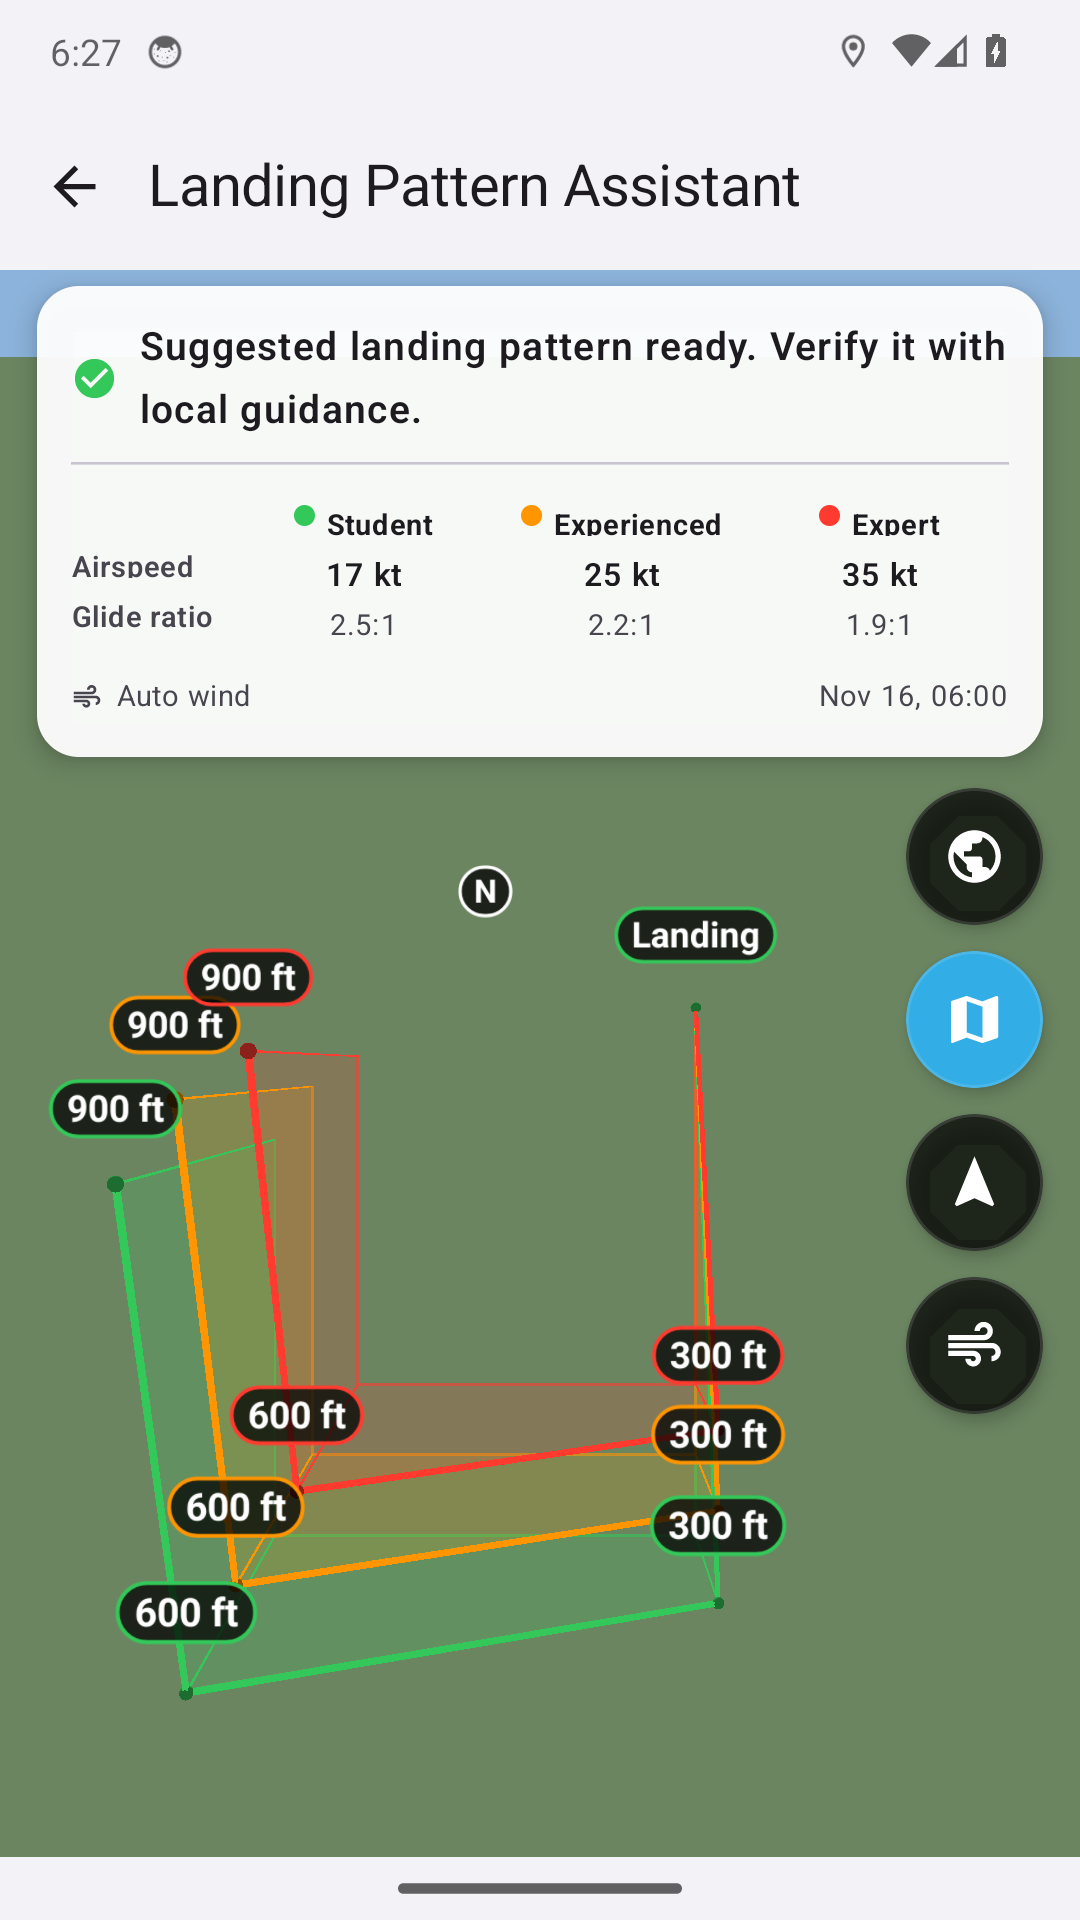 6:27
Landing Pattern Assistant
Suggested landing pattern ready. Verify it with
local guidance.
Student Experienced Expert
Airspeed 17 kt 25 kt 35 kt
Glide ratio 2.5:1 2.2:1 1.9:1
Auto wind Nov 16, 06:00
N
Landing
900 ft
900 ft
900 ft
300 ft
600 ft
300 ft
600 ft
300 ft
600 ft